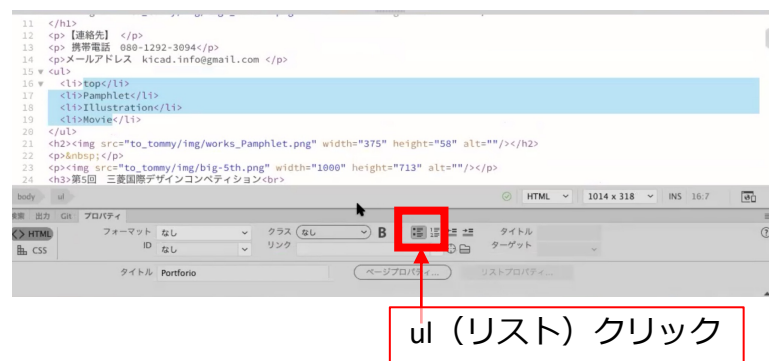 11 </h1>
12 <p>【連絡先】 </p>
13 <p> 携帯電話 080-1292-3094</p>
14 <p>メールアドレス kicad.info@gmail.com </p>
15 ▼ <ul>
16 ▼ <li>top</li>
17 <li>Pamphlet</li>
18 <li>Illustration</li>
19 <li>Movie</li>
20 </ul>
21 <h2><img src="to_tommy/img/works_Pamphlet.png" width="375" height="58" alt=""/></h2>
22 <p>&nbsp;</p>
23 <p><img src="to_tommy/img/big-5th.png" width="1000" height="713" alt=""/></p>
24 <h3>第5回 三菱国際デザインコンペティション<br>
body ul HTML 1014 x 318 INS 16:7
検索 出力 Git プロパティ
<> HTML フォーマット なし クラス なし B タイトル
CSS ID なし リンク ターゲット
タイトル Portforio ページプロパティ... リストプロパティ...
ul（リスト）クリック